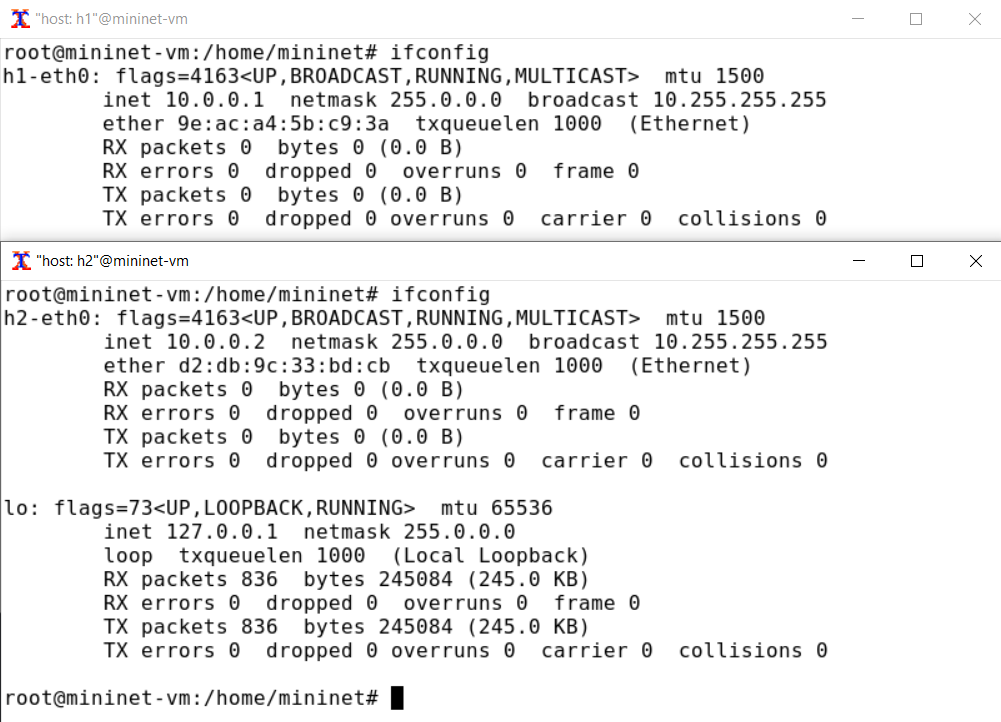 "host: h1"@mininet-vm
root@mininet-vm:/home/mininet# ifconfig
h1-eth0: flags=4163<UP,BROADCAST,RUNNING,MULTICAST>  mtu 1500
        inet 10.0.0.1  netmask 255.0.0.0  broadcast 10.255.255.255
        ether 9e:ac:a4:5b:c9:3a  txqueuelen 1000  (Ethernet)
        RX packets 0  bytes 0 (0.0 B)
        RX errors 0  dropped 0  overruns 0  frame 0
        TX packets 0  bytes 0 (0.0 B)
        TX errors 0  dropped 0 overruns 0  carrier 0  collisions 0
"host: h2"@mininet-vm
root@mininet-vm:/home/mininet# ifconfig
h2-eth0: flags=4163<UP,BROADCAST,RUNNING,MULTICAST>  mtu 1500
        inet 10.0.0.2  netmask 255.0.0.0  broadcast 10.255.255.255
        ether d2:db:9c:33:bd:cb  txqueuelen 1000  (Ethernet)
        RX packets 0  bytes 0 (0.0 B)
        RX errors 0  dropped 0  overruns 0  frame 0
        TX packets 0  bytes 0 (0.0 B)
        TX errors 0  dropped 0 overruns 0  carrier 0  collisions 0
lo: flags=73<UP,LOOPBACK,RUNNING>  mtu 65536
        inet 127.0.0.1  netmask 255.0.0.0
        loop  txqueuelen 1000  (Local Loopback)
        RX packets 836  bytes 245084 (245.0 KB)
        RX errors 0  dropped 0  overruns 0  frame 0
        TX packets 836  bytes 245084 (245.0 KB)
        TX errors 0  dropped 0 overruns 0  carrier 0  collisions 0
root@mininet-vm:/home/mininet#